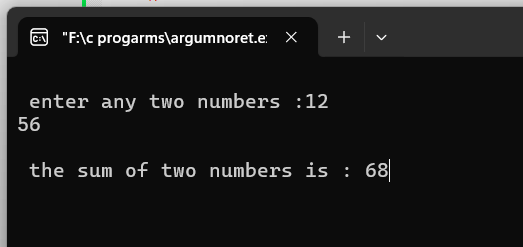 "F:\c progarms\argumnoret.e:
enter any two numbers :12
56
the sum of two numbers is : 68